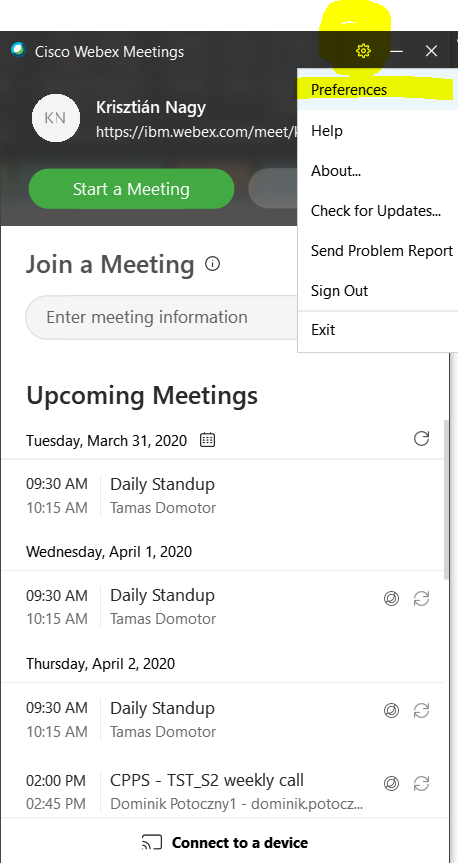 Cisco Webex Meetings
KN
Krisztián Nagy
https://ibm.webex.com/meet/k
Start a Meeting
Preferences
Help
About...
Check for Updates...
Send Problem Report
Sign Out
Exit
Join a Meeting
Enter meeting information
Upcoming Meetings
Tuesday, March 31, 2020
09:30 AM Daily Standup
10:15 AM Tamas Domotor
Wednesday, April 1, 2020
09:30 AM Daily Standup
10:15 AM Tamas Domotor
Thursday, April 2, 2020
09:30 AM Daily Standup
10:15 AM Tamas Domotor
02:00 PM CPPS - TST_S2 weekly call
02:45 PM Dominik Potoczny1 - dominik.potocz...
Connect to a device